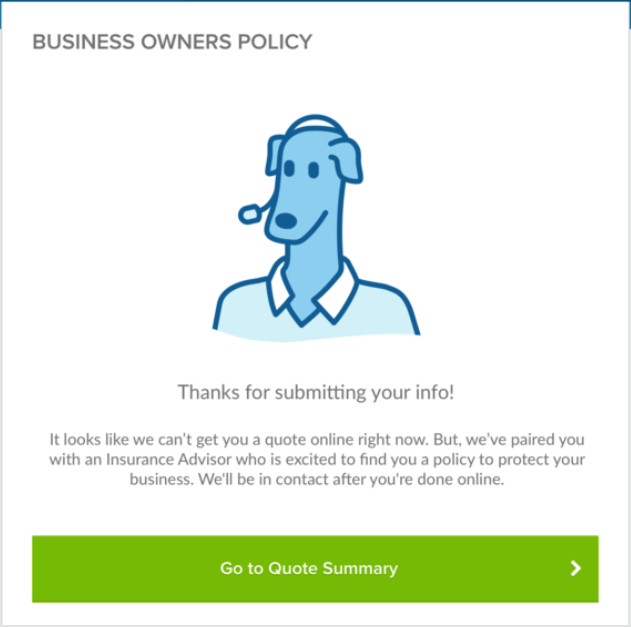 BUSINESS OWNERS POLICY
Thanks for submitting your info!
It looks like we can’t get you a quote online right now. But, we’ve paired you
with an Insurance Advisor who is excited to find you a policy to protect your
business. We'll be in contact after you're done online.
Go to Quote Summary